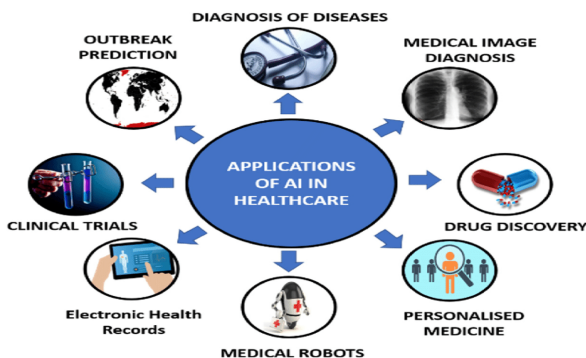 DIAGNOSIS OF DISEASES
OUTBREAK
PREDICTION
MEDICAL IMAGE
DIAGNOSIS
APPLICATIONS
OF AI IN
HEALTHCARE
CLINICAL TRIALS
DRUG DISCOVERY
Electronic Health
Records
PERSONALISED
MEDICINE
MEDICAL ROBOTS